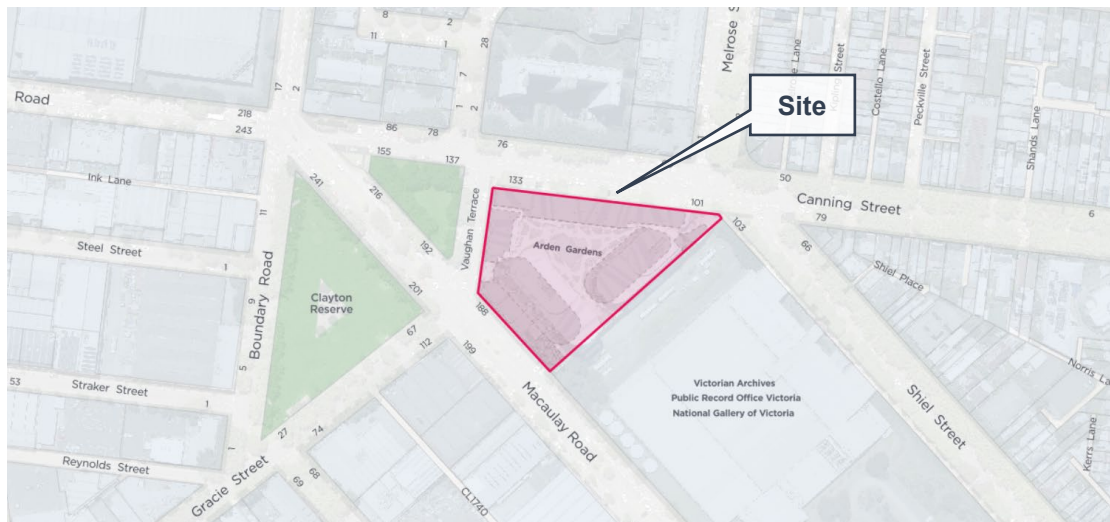 8
2
11
1
28
Melrose S
7
Site
Costello Lane
Peckville Street
Shands Lane
17
2
1
2
Road
218
243
86
78
76
155
137
133
50
Canning Street
6
Ink Lane
241
216
Vaughan Terrace
101
103
79
66
11
Arden Gardens
Steel Street
1
192
Shiel Place
Boundary Road
9
Clayton
Reserve
201
188
67
112
199
Norris La
53
Straker Street
1
5
Macaulay Road
Victorian Archives
Public Record Office Victoria
National Gallery of Victoria
Shiel Street
Kerrs Lane
27
74
1
Reynolds Street
68
69
Gracie Street
CL1740